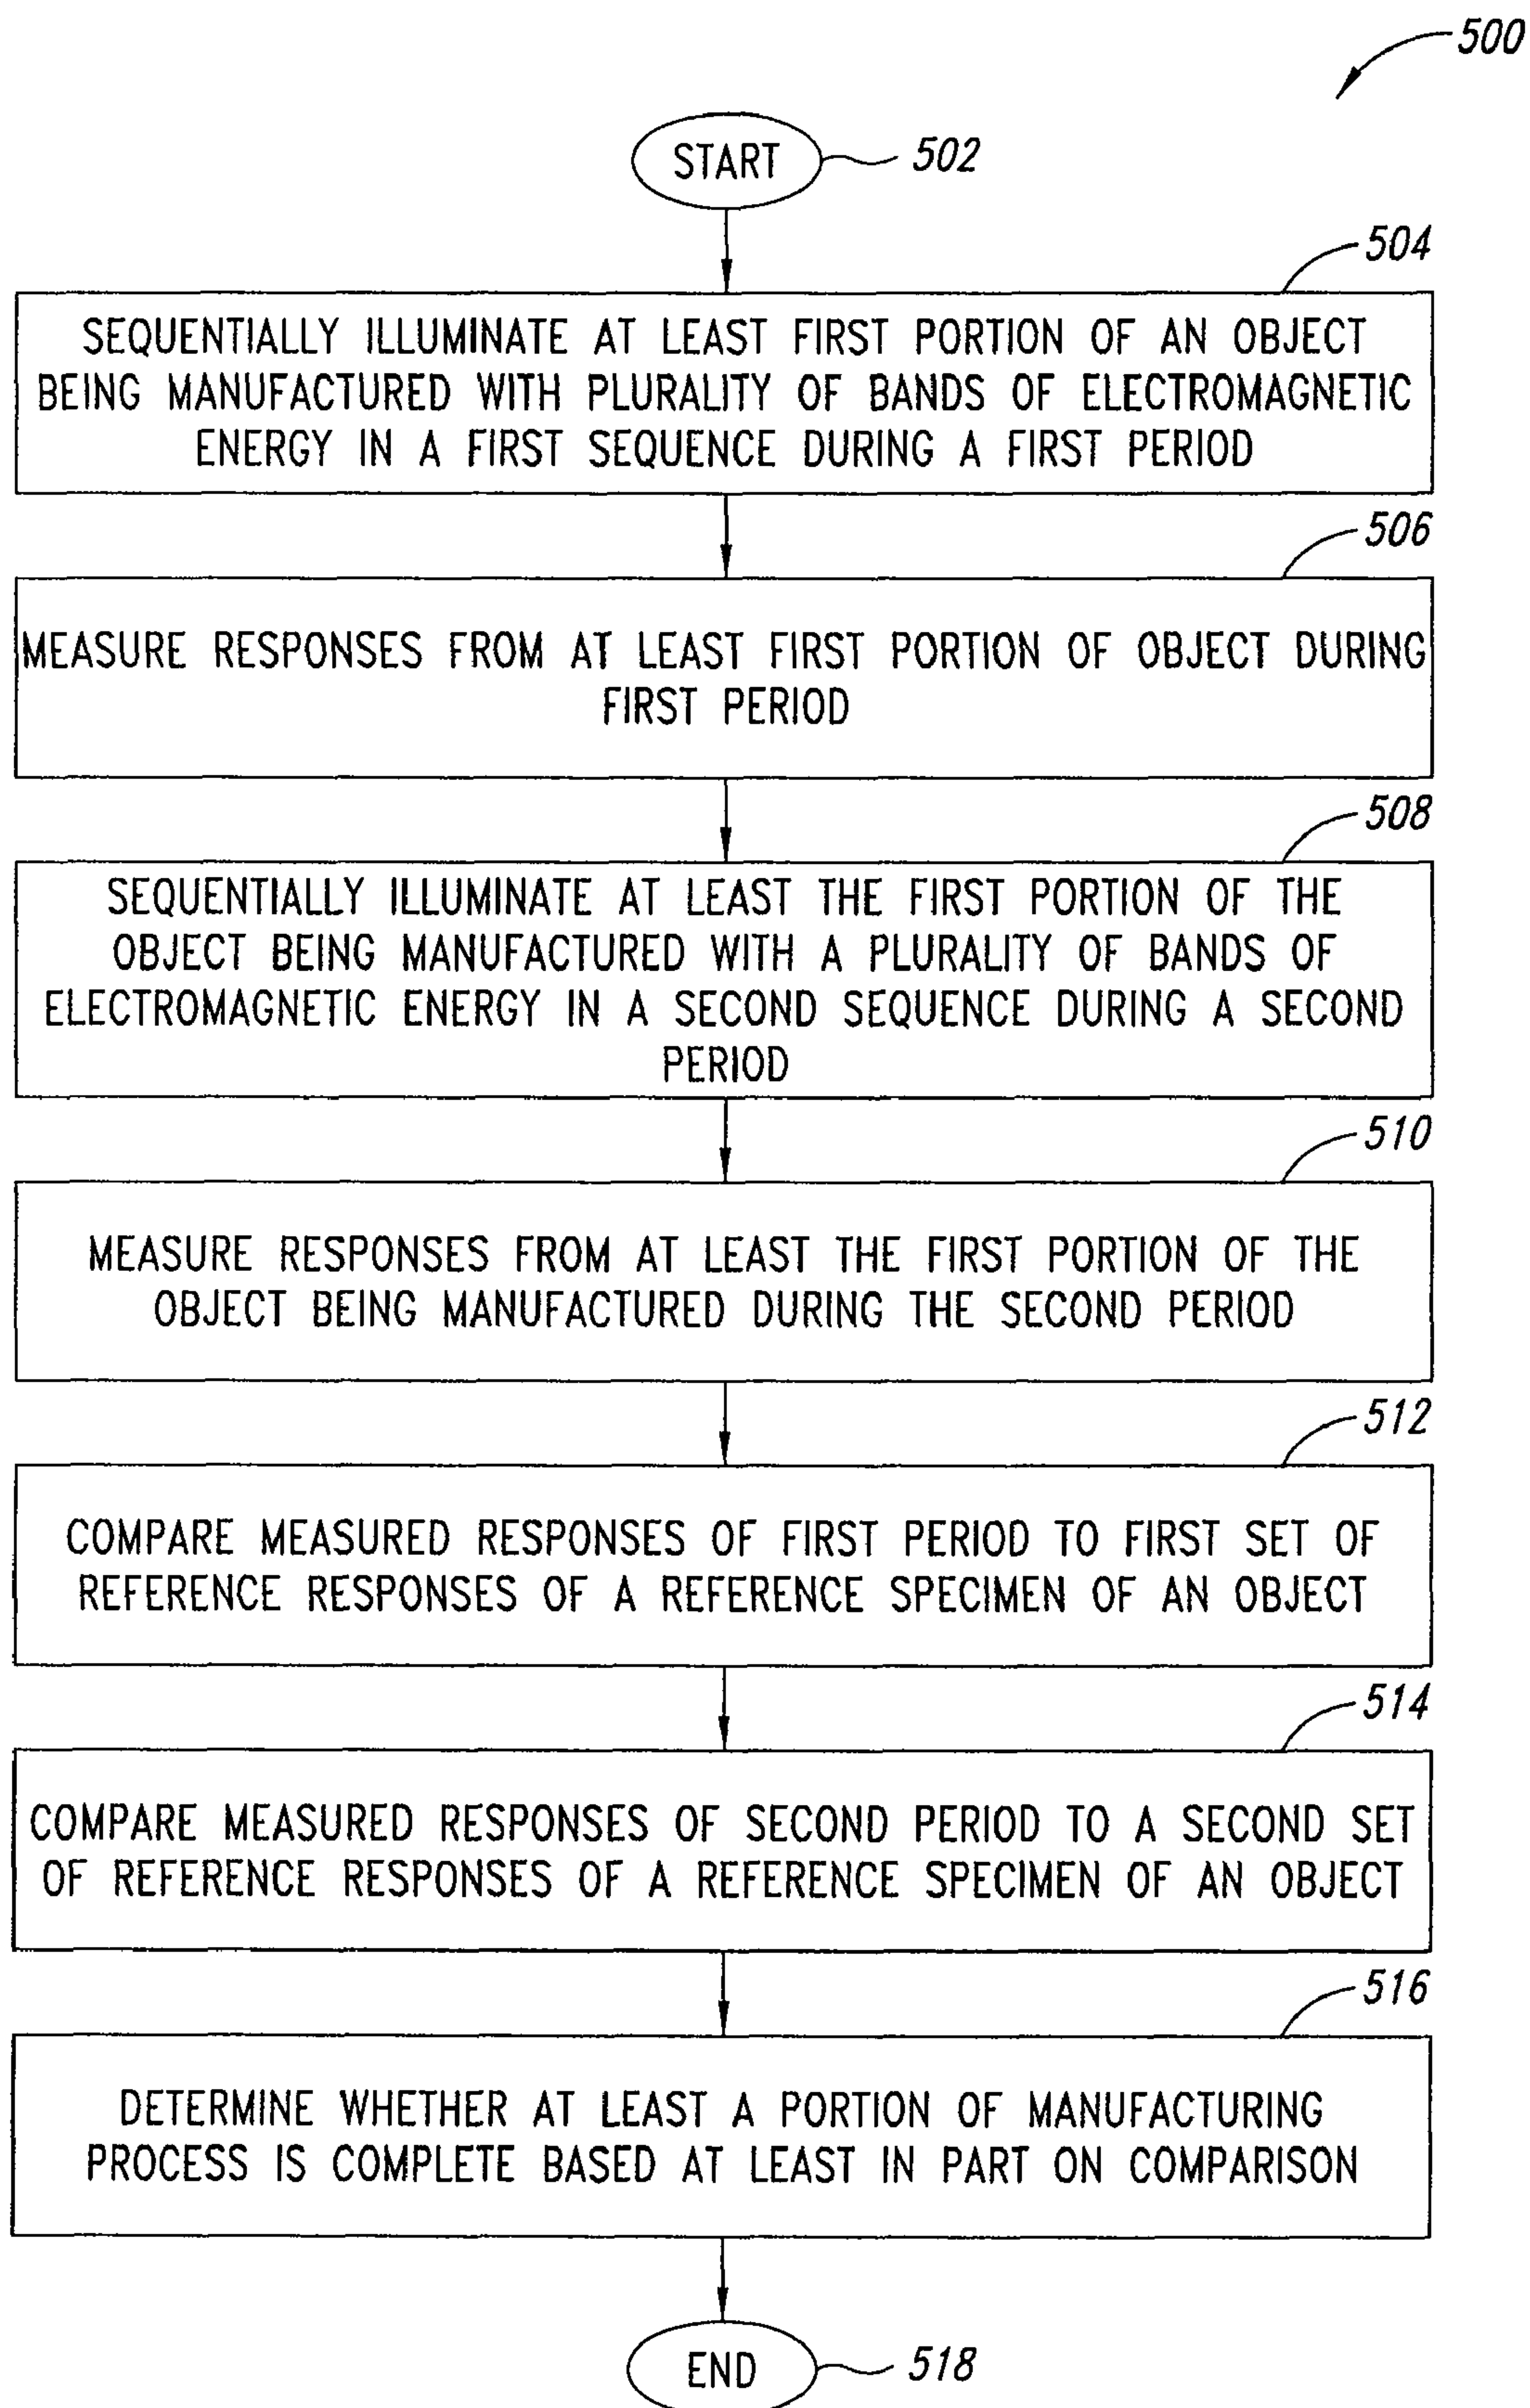 500
START
502
504
SEQUENTIALLY ILLUMINATE AT LEAST FIRST PORTION OF AN OBJECT
BEING MANUFACTURED WITH PLURALITY OF BANDS OF ELECTROMAGNETIC
ENERGY IN A FIRST SEQUENCE DURING A FIRST PERIOD
506
MEASURE RESPONSES FROM AT LEAST FIRST PORTION OF OBJECT DURING
FIRST PERIOD
508
SEQUENTIALLY ILLUMINATE AT LEAST THE FIRST PORTION OF THE
OBJECT BEING MANUFACTURED WITH A PLURALITY OF BANDS OF
ELECTROMAGNETIC ENERGY IN A SECOND SEQUENCE DURING A SECOND
PERIOD
510
MEASURE RESPONSES FROM AT LEAST THE FIRST PORTION OF THE
OBJECT BEING MANUFACTURED DURING THE SECOND PERIOD
512
COMPARE MEASURED RESPONSES OF FIRST PERIOD TO FIRST SET OF
REFERENCE RESPONSES OF A REFERENCE SPECIMEN OF AN OBJECT
514
COMPARE MEASURED RESPONSES OF SECOND PERIOD TO A SECOND SET
OF REFERENCE RESPONSES OF A REFERENCE SPECIMEN OF AN OBJECT
516
DETERMINE WHETHER AT LEAST A PORTION OF MANUFACTURING
PROCESS IS COMPLETE BASED AT LEAST IN PART ON COMPARISON
END
518